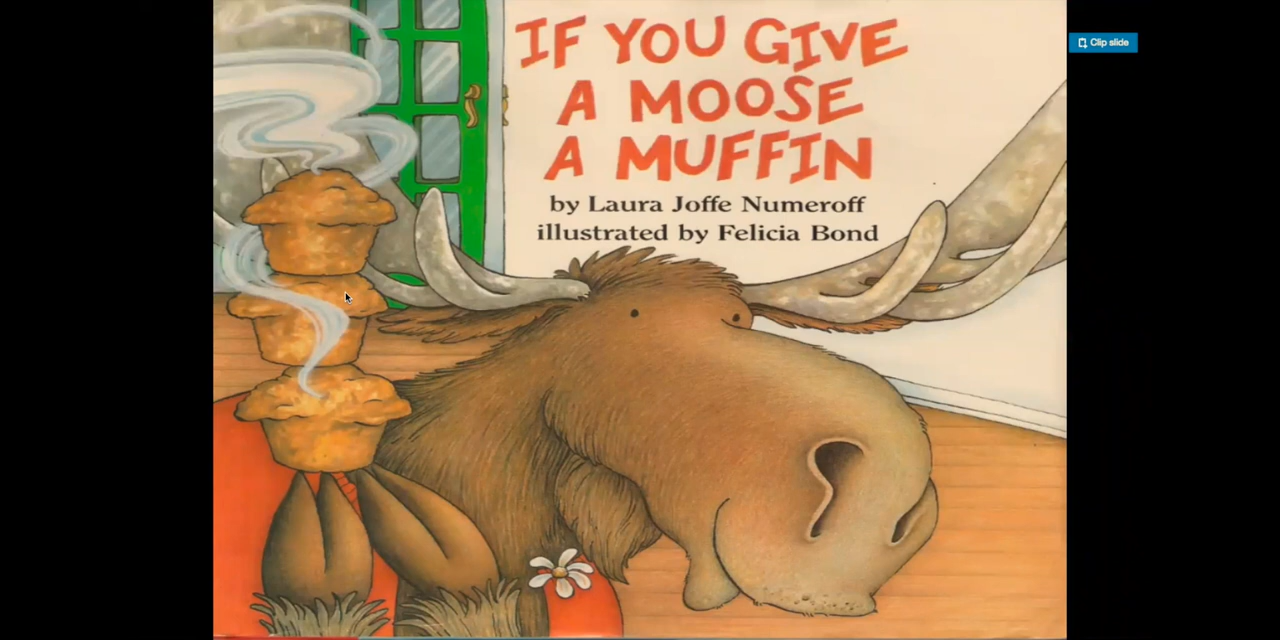 IF YOU GIVE
A MOOSE
A MUFFIN
by Laura Joffe Numeroff
illustrated by Felicia Bond
Clip slide